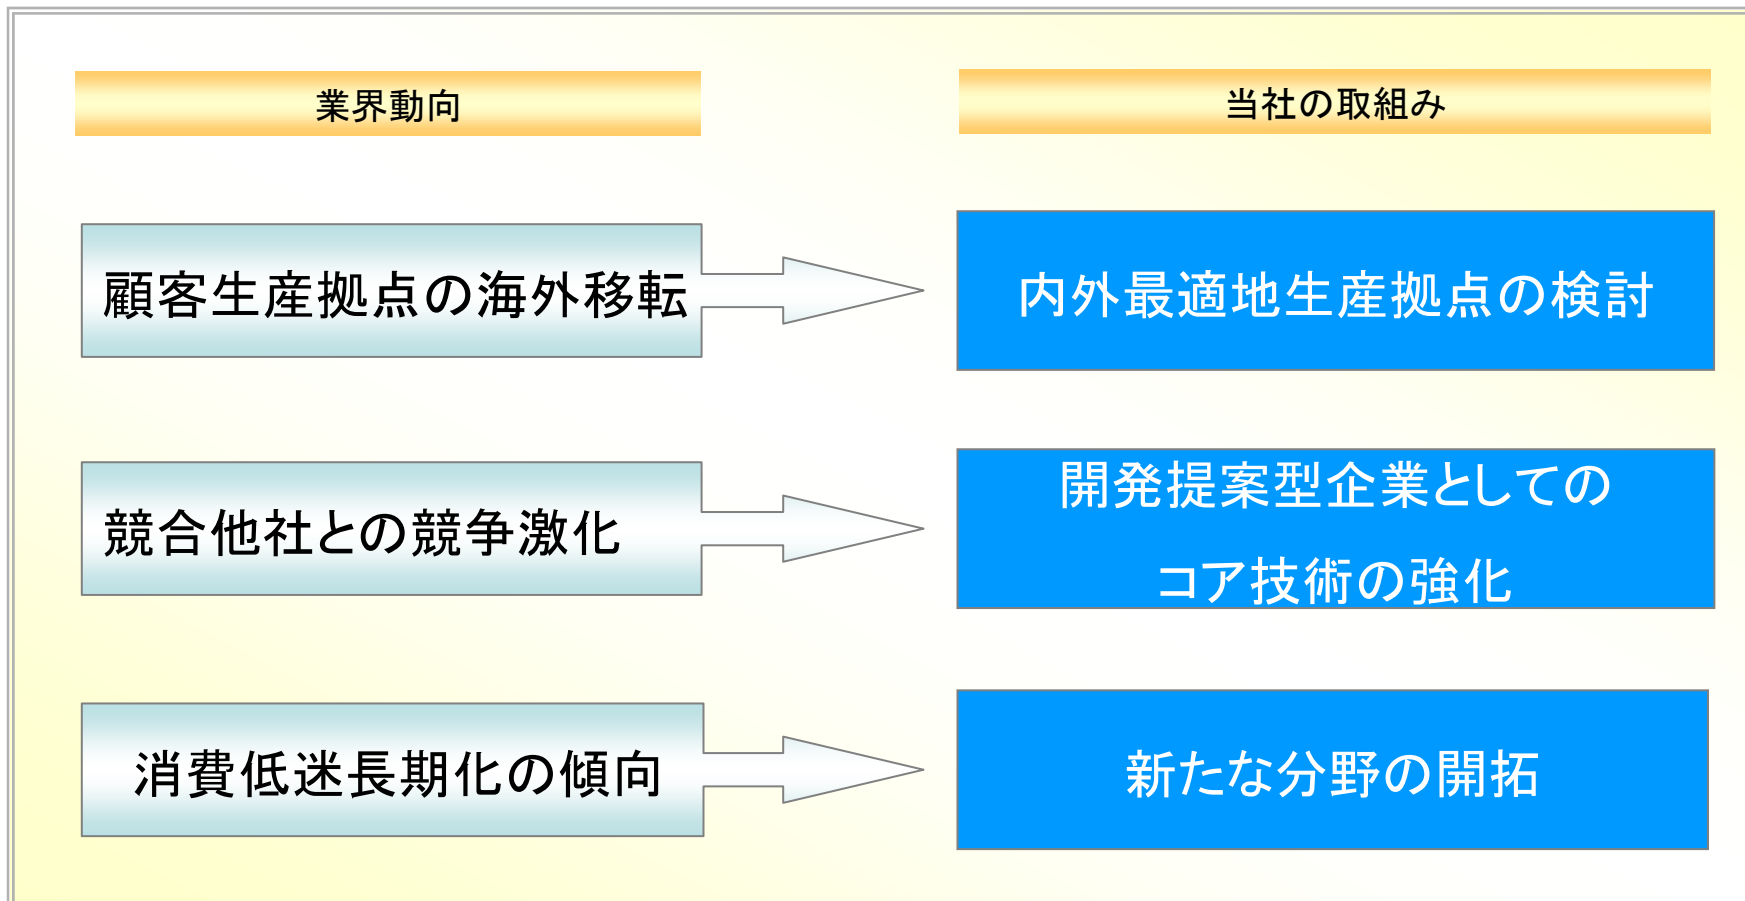 業界動向
当社の取組み
顧客生産拠点の海外移転
内外最適地生産拠点の検討
競合他社との競争激化
開発提案型企業としての
コア技術の強化
消費低迷長期化の傾向
新たな分野の開拓